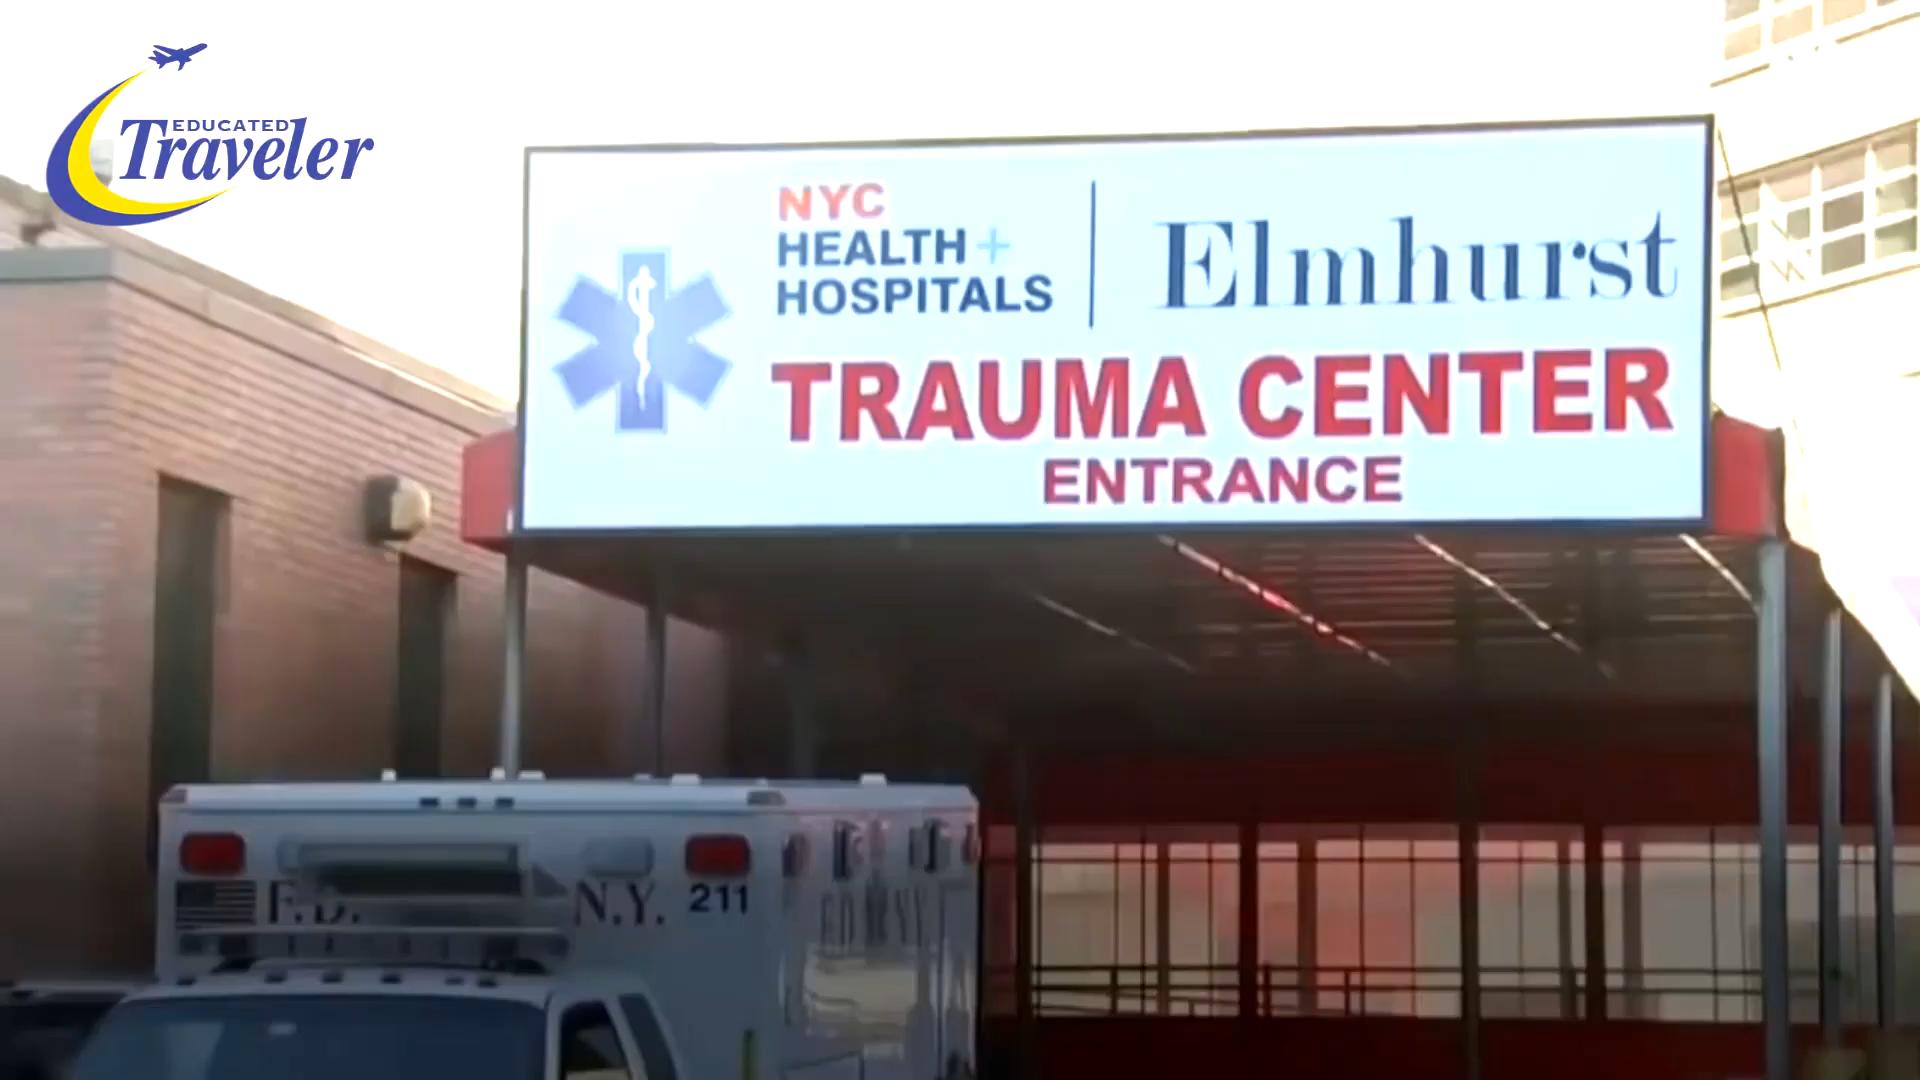 EDUCATED
Traveler
NYC
HEALTH+
HOSPITALS
Elmhurst
TRAUMA CENTER
ENTRANCE
F.D. N.Y. 211